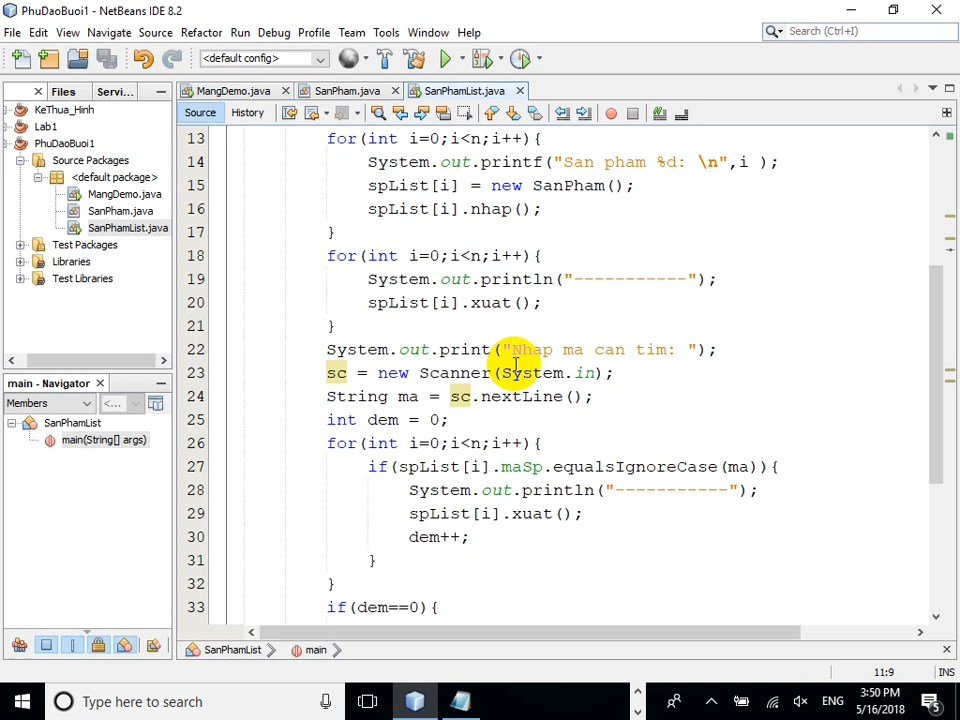 PhuDaoBuoi1 - NetBeans IDE 8.2
File Edit View Navigate Source Refactor Run Debug Profile Team Tools Window Help
Search (Ctrl+I)
<default config>
Files
Servi...
MangDemo.java
SanPham.java
SanPhamList.java
Source
History
KeThua_Hinh
Lab1
PhuDaoBuoi1
Source Packages
<default package>
MangDemo.java
SanPham.java
SanPhamList.java
Test Packages
Libraries
Test Libraries
main - Navigator
Members
<...
SanPhamList
main(String[] args)
13 for(int i=0;i<n;i++){
14 System.out.printf("San pham %d: \n",i );
15 spList[i] = new SanPham();
16 spList[i].nhap();
17 }
18 for(int i=0;i<n;i++){
19 System.out.println("-----------");
20 spList[i].xuat();
21 }
22 System.out.print("Nhap ma can tim: ");
23 sc = new Scanner(System.in);
24 String ma = sc.nextLine();
25 int dem = 0;
26 for(int i=0;i<n;i++){
27 if(spList[i].maSp.equalsIgnoreCase(ma)){
28 System.out.println("-----------");
29 spList[i].xuat();
30 dem++;
31 }
32 }
33 if(dem==0){
SanPhamList
main
11:9
INS
Type here to search
ENG
3:50 PM
5/16/2018
5